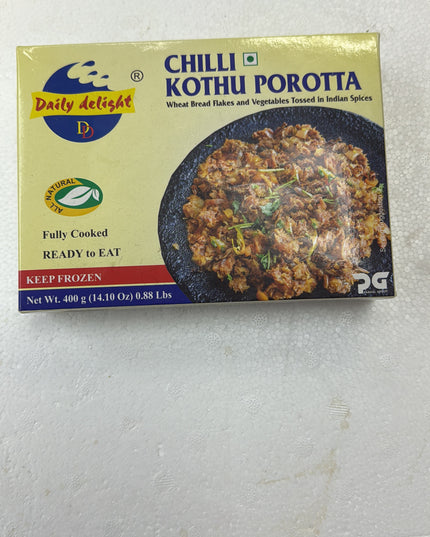 Daily delight
®
DD
CHILLI
KOTHU POROTTA
Wheat Bread Flakes and Vegetables Tossed in Indian Spices
ALL NATURAL
Fully Cooked
READY to EAT
KEEP FROZEN
Net Wt. 400 g (14.10 Oz) 0.88 Lbs
PG